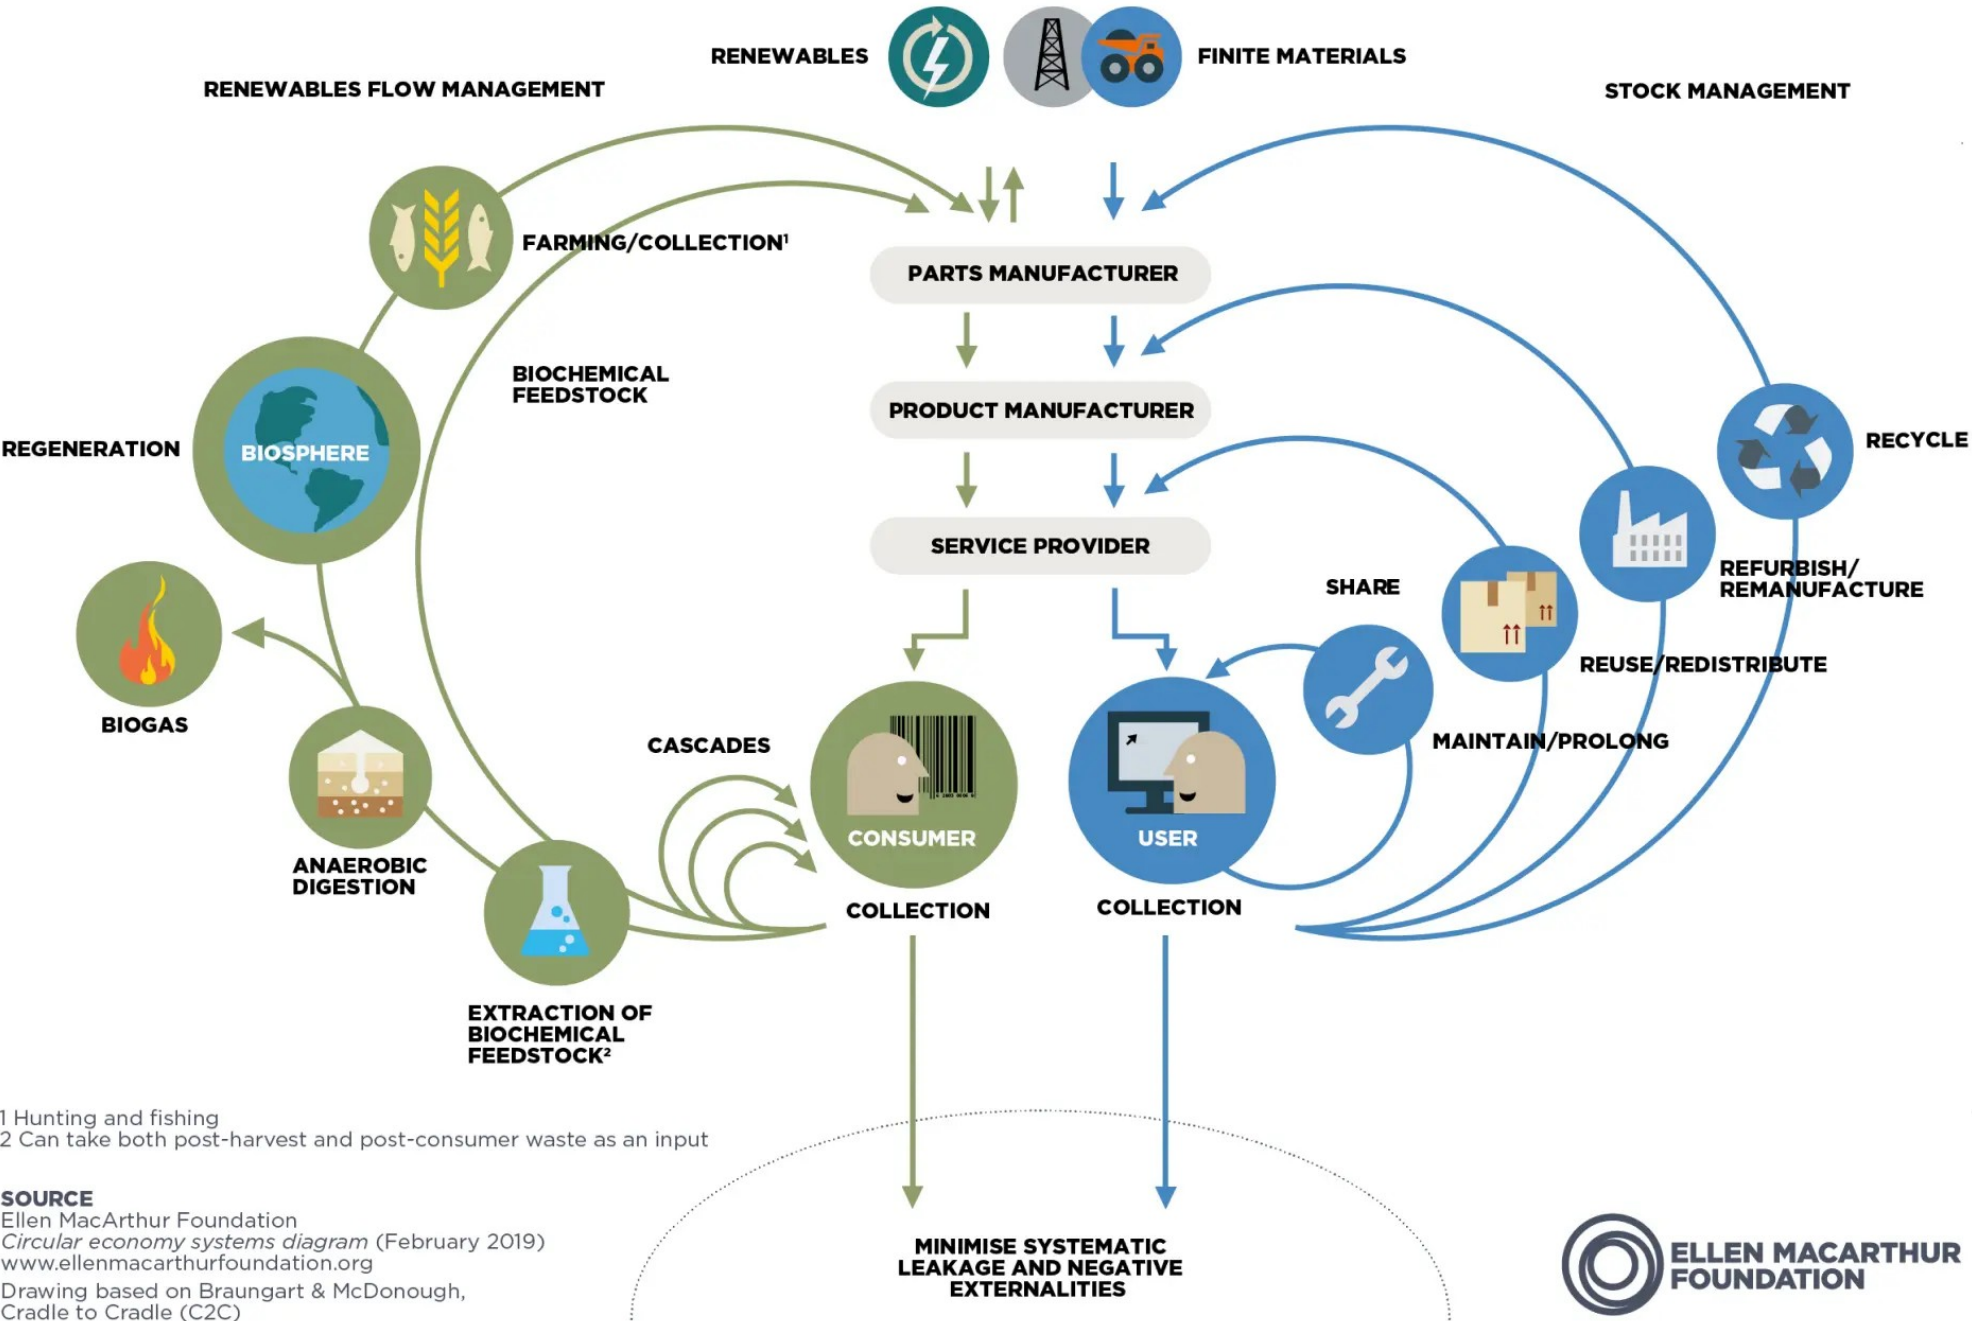 RENEWABLES
FINITE MATERIALS
RENEWABLES FLOW MANAGEMENT
STOCK MANAGEMENT
FARMING/COLLECTION¹
PARTS MANUFACTURER
BIOCHEMICAL
FEEDSTOCK
PRODUCT MANUFACTURER
REGENERATION
BIOSPHERE
RECYCLE
SERVICE PROVIDER
SHARE
REFURBISH/
REMANUFACTURE
REUSE/REDISTRIBUTE
BIOGAS
CASCADES
MAINTAIN/PROLONG
CONSUMER
USER
ANAEROBIC
DIGESTION
COLLECTION
COLLECTION
EXTRACTION OF
BIOCHEMICAL
FEEDSTOCK²
1 Hunting and fishing
2 Can take both post-harvest and post-consumer waste as an input
SOURCE
Ellen MacArthur Foundation
Circular economy systems diagram (February 2019)
www.ellenmacarthurfoundation.org
Drawing based on Braungart & McDonough,
Cradle to Cradle (C2C)
MINIMISE SYSTEMATIC
LEAKAGE AND NEGATIVE
EXTERNALITIES
ELLEN MACARTHUR
FOUNDATION